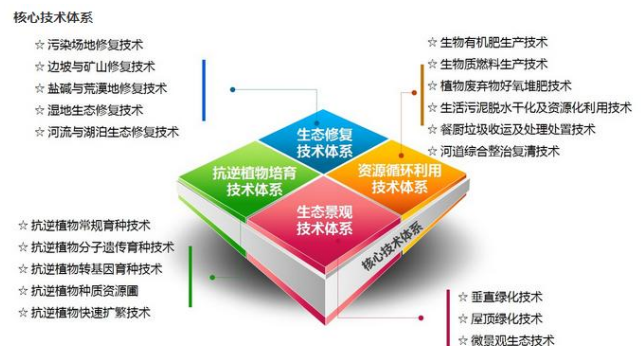 核心技术体系
☆ 污染场地修复技术
☆ 边坡与矿山修复技术
☆ 盐碱与荒漠地修复技术
☆ 湿地生态修复技术
☆ 河流与湖泊生态修复技术
☆ 生物有机肥生产技术
☆ 生物质燃料生产技术
☆ 植物废弃物好氧堆肥技术
☆ 生活污泥脱水干化及资源化利用技术
☆ 餐厨垃圾收运及处理处置技术
☆ 河道综合整治复清技术
生态修复
技术体系
抗逆植物培育
技术体系
资源循环利用
技术体系
生态景观
技术体系
核心技术体系
☆ 抗逆植物常规育种技术
☆ 抗逆植物分子遗传育种技术
☆ 抗逆植物转基因育种技术
☆ 抗逆植物种质资源圃
☆ 抗逆植物快速扩繁技术
☆ 垂直绿化技术
☆ 屋顶绿化技术
☆ 微景观生态技术